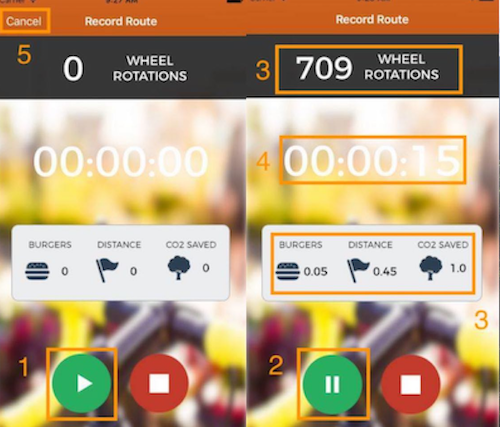 Cancel
Record Route
5
0
WHEEL
ROTATIONS
00:00:00
BURGERS
DISTANCE
CO2 SAVED
0
0
0
1
Record Route
3
709
WHEEL
ROTATIONS
4
00:00:15
BURGERS
DISTANCE
CO2 SAVED
0.05
0.45
1.0
3
2